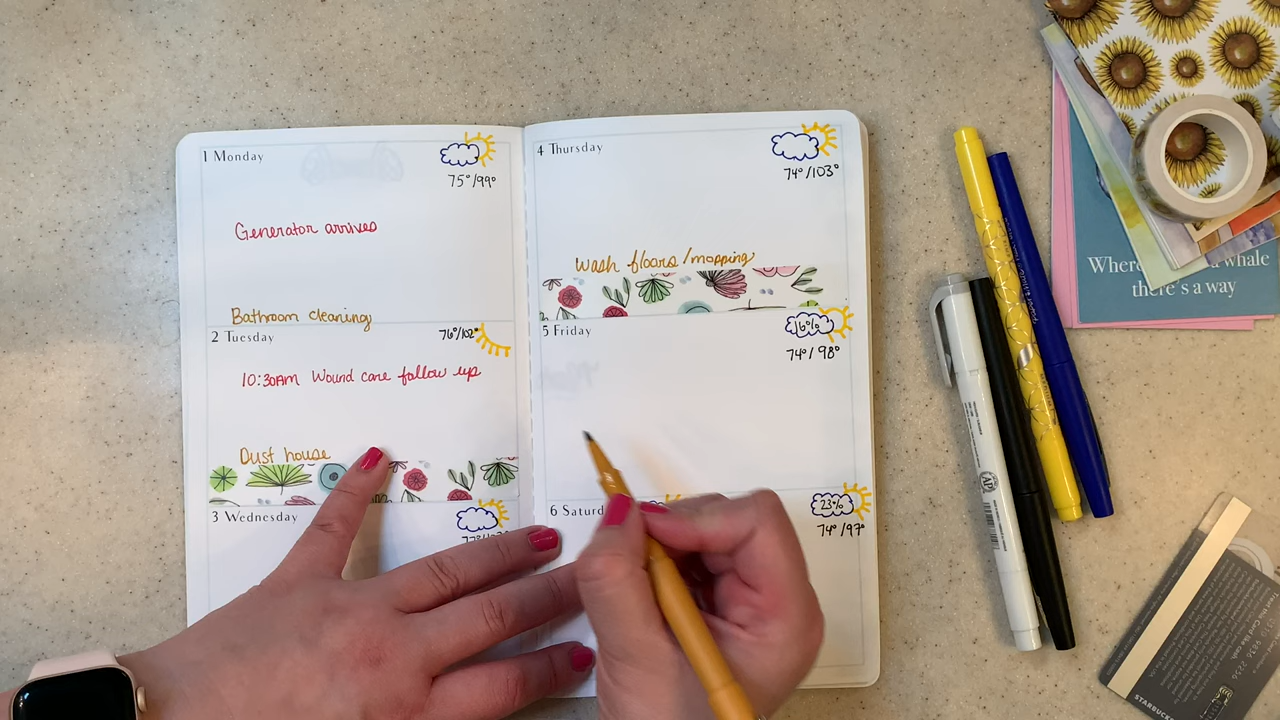 1 Monday
75°/99°
Generator arrives
Bathroom cleaning
2 Tuesday
76°/102°
10:30AM Wound care follow up
Dust house
3 Wednesday
4 Thursday
74°/103°
Wash floors/mopping
5 Friday
16%
74°/98°
6
23%
74°/97°
Where whale
there's a way
AP
STARBUCKS